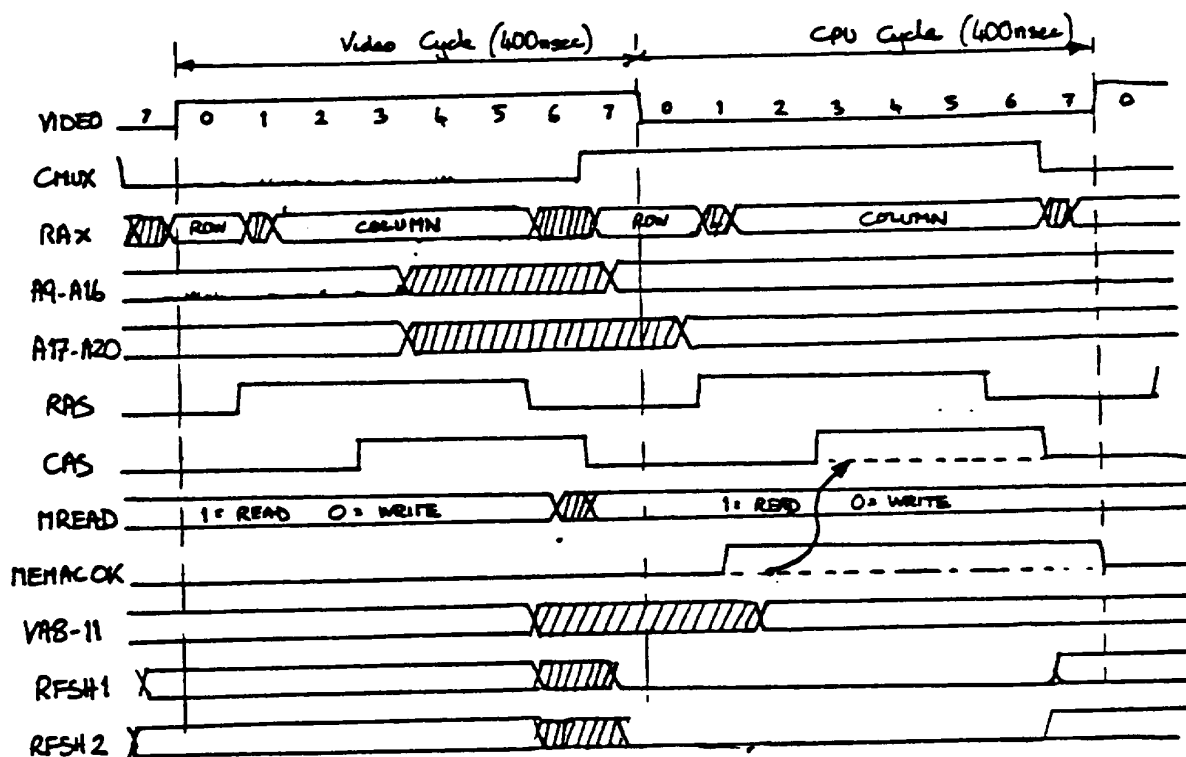 Video Cycle (400nsec) CPU Cycle (400nsec)
VIDEO 7 0 1 2 3 4 5 6 7 0 1 2 3 4 5 6 7 0
CMUX
RAX ROW COLUMN ROW COLUMN
A9-A16
A17-A20
RAS
CAS
MREAD 1= READ 0= WRITE 1= READ 0= WRITE
MEMACOK
VA8-11
RFSH1
RFSH2